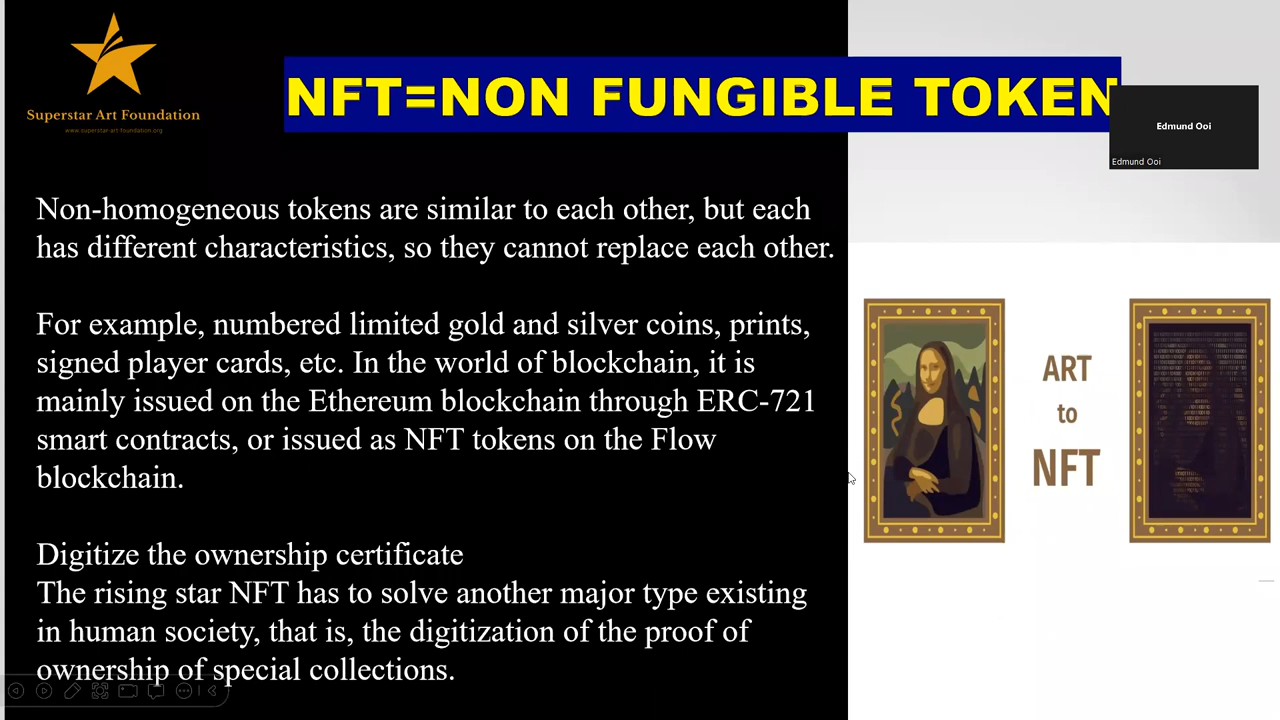 Superstar Art Foundation
www.superstar-art-foundation.org
NFT=NON FUNGIBLE TOKEN
Edmund Ooi
Edmund Ooi
Non-homogeneous tokens are similar to each other, but each
has different characteristics, so they cannot replace each other.
For example, numbered limited gold and silver coins, prints,
signed player cards, etc. In the world of blockchain, it is
mainly issued on the Ethereum blockchain through ERC-721
smart contracts, or issued as NFT tokens on the Flow
blockchain.
Digitize the ownership certificate
The rising star NFT has to solve another major type existing
in human society, that is, the digitization of the proof of
ownership of special collections.
ART
to
NFT